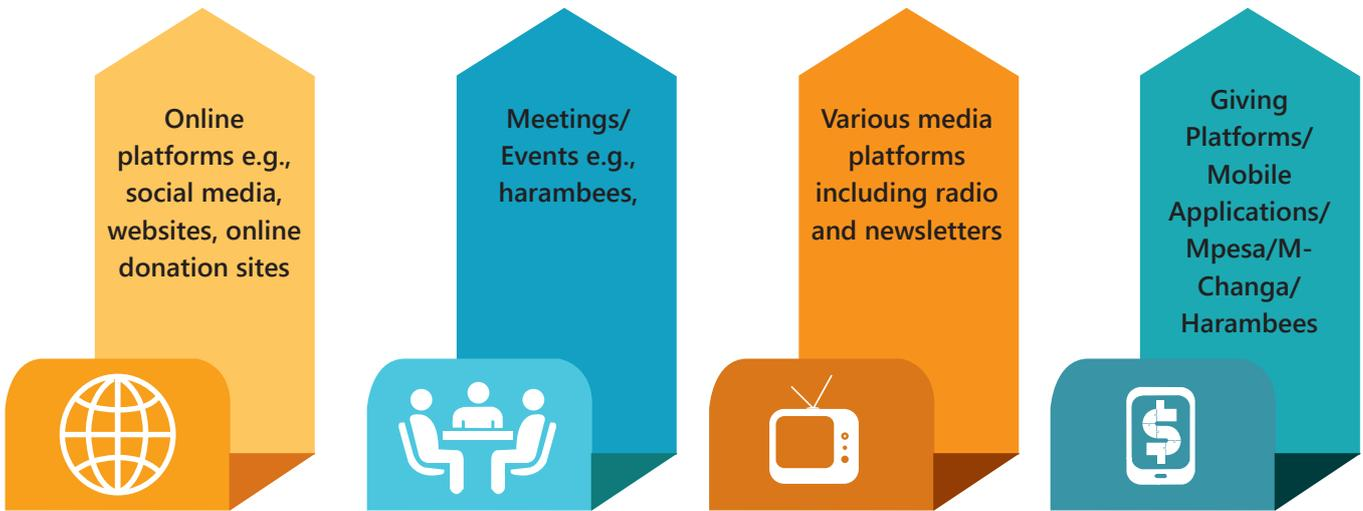 Online
platforms e.g.,
social media,
websites, online
donation sites
Meetings/
Events e.g.,
harambees,
Various media
platforms
including radio
and newsletters
Giving
Platforms/
Mobile
Applications/
Mpesa/M-
Changa/
Harambees
$